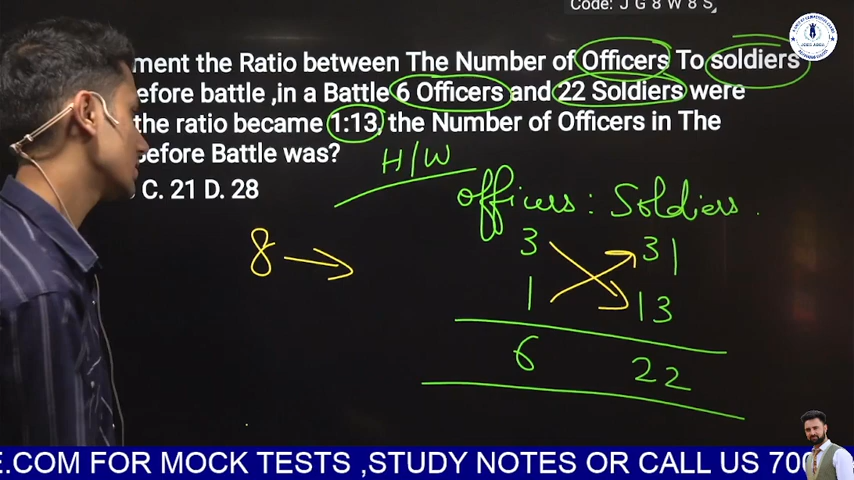 Code: J G 8 W 8 S
ment the Ratio between The Number of Officers To soldiers
efore battle ,in a Battle 6 Officers and 22 Soldiers were
the ratio became 1:13, the Number of Officers in The
Before Battle was?
C. 21 D. 28
H/W
officers : Soldiers .
3 31
8 →
1 13
6 22
E.COM FOR MOCK TESTS ,STUDY NOTES OR CALL US 700